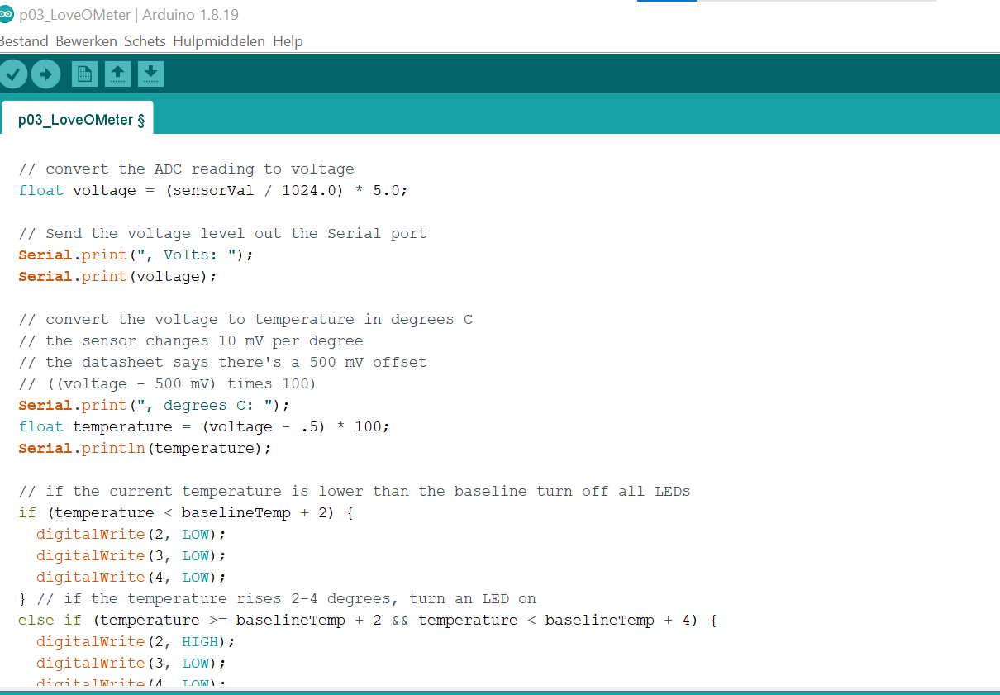 p03_LoveOMeter | Arduino 1.8.19
Bestand Bewerken Schets Hulpmiddelen Help
p03_LoveOMeter §
// convert the ADC reading to voltage
float voltage = (sensorVal / 1024.0) * 5.0;
// Send the voltage level out the Serial port
Serial.print(", Volts: ");
Serial.print(voltage);
// convert the voltage to temperature in degrees C
// the sensor changes 10 mV per degree
// the datasheet says there's a 500 mV offset
// ((voltage - 500 mV) times 100)
Serial.print(", degrees C: ");
float temperature = (voltage - .5) * 100;
Serial.println(temperature);
// if the current temperature is lower than the baseline turn off all LEDs
if (temperature < baselineTemp + 2) {
digitalWrite(2, LOW);
digitalWrite(3, LOW);
digitalWrite(4, LOW);
} // if the temperature rises 2-4 degrees, turn an LED on
else if (temperature >= baselineTemp + 2 && temperature < baselineTemp + 4) {
digitalWrite(2, HIGH);
digitalWrite(3, LOW);
digitalWrite(4, LOW);